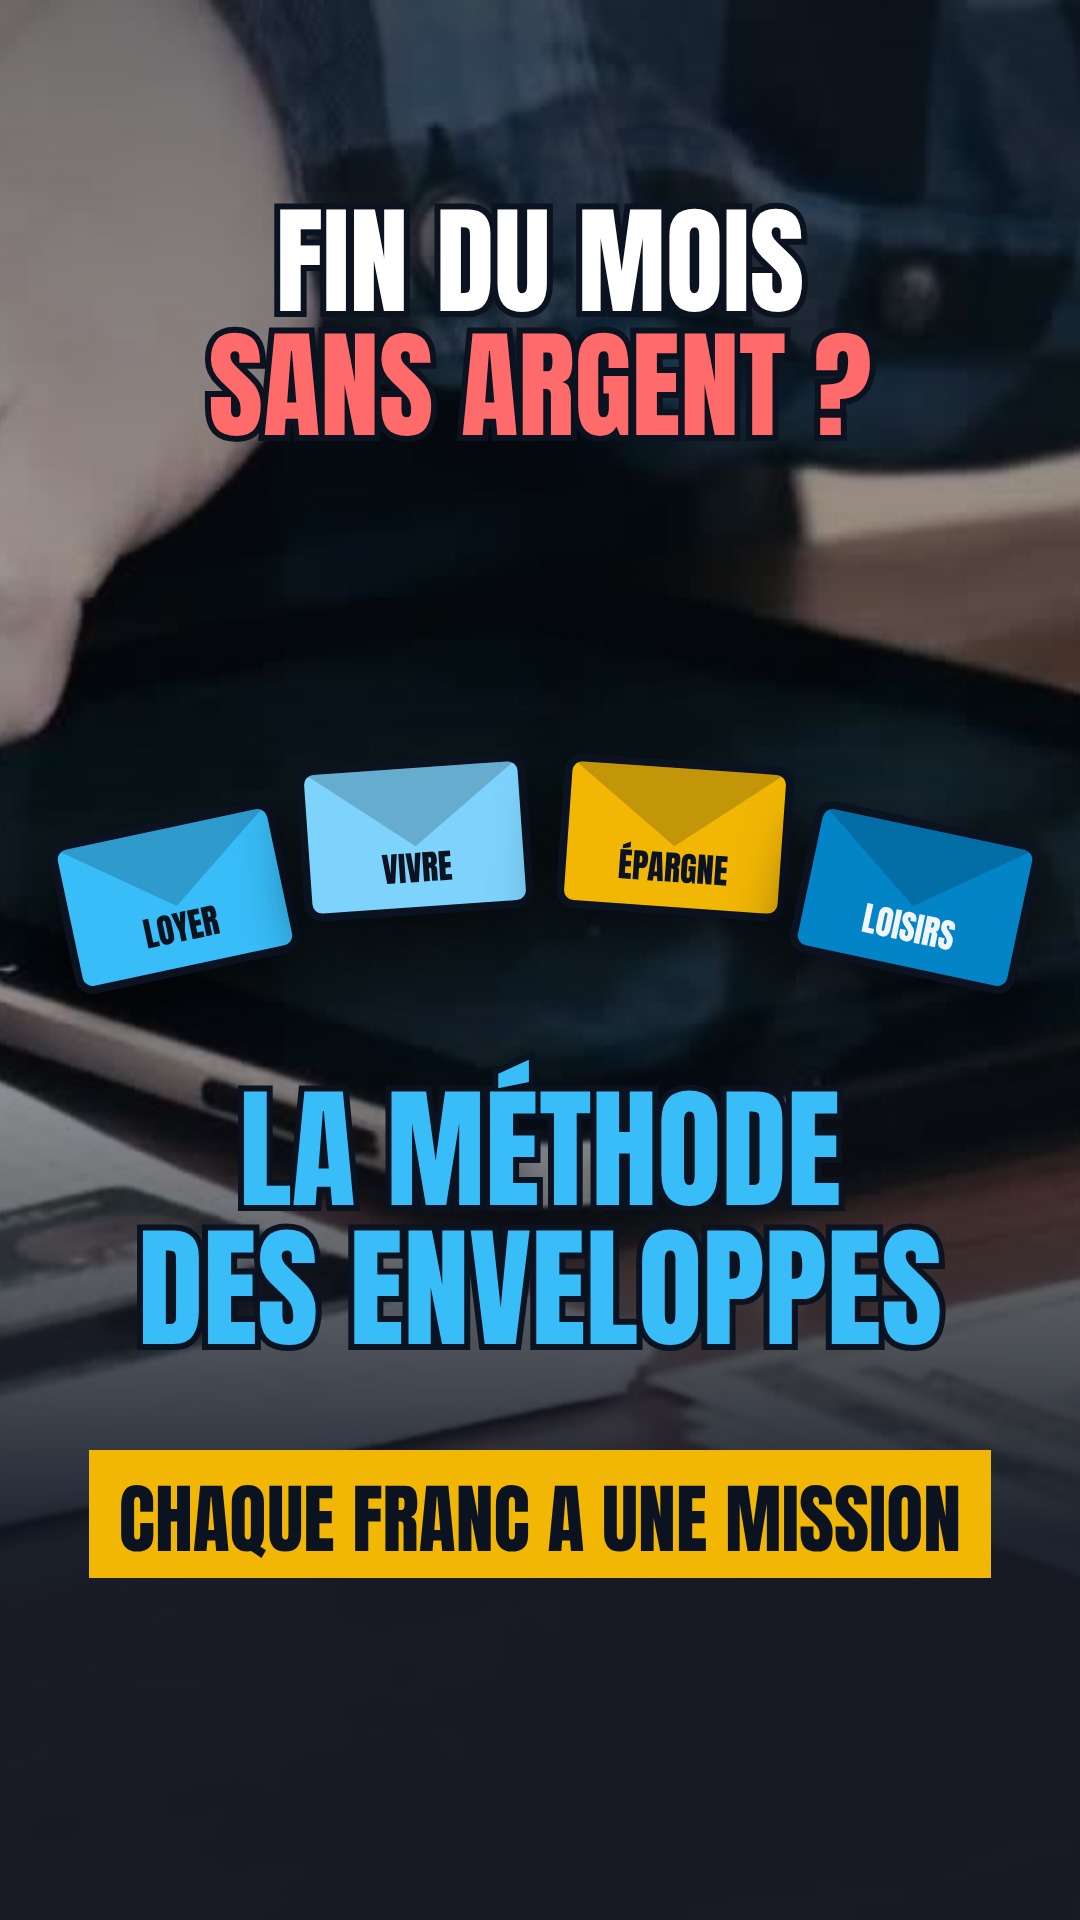 FIN DU MOIS
SANS ARGENT ?
LOYER
VIVRE
ÉPARGNE
LOISIRS
LA MÉTHODE
DES ENVELOPPES
CHAQUE FRANC A UNE MISSION